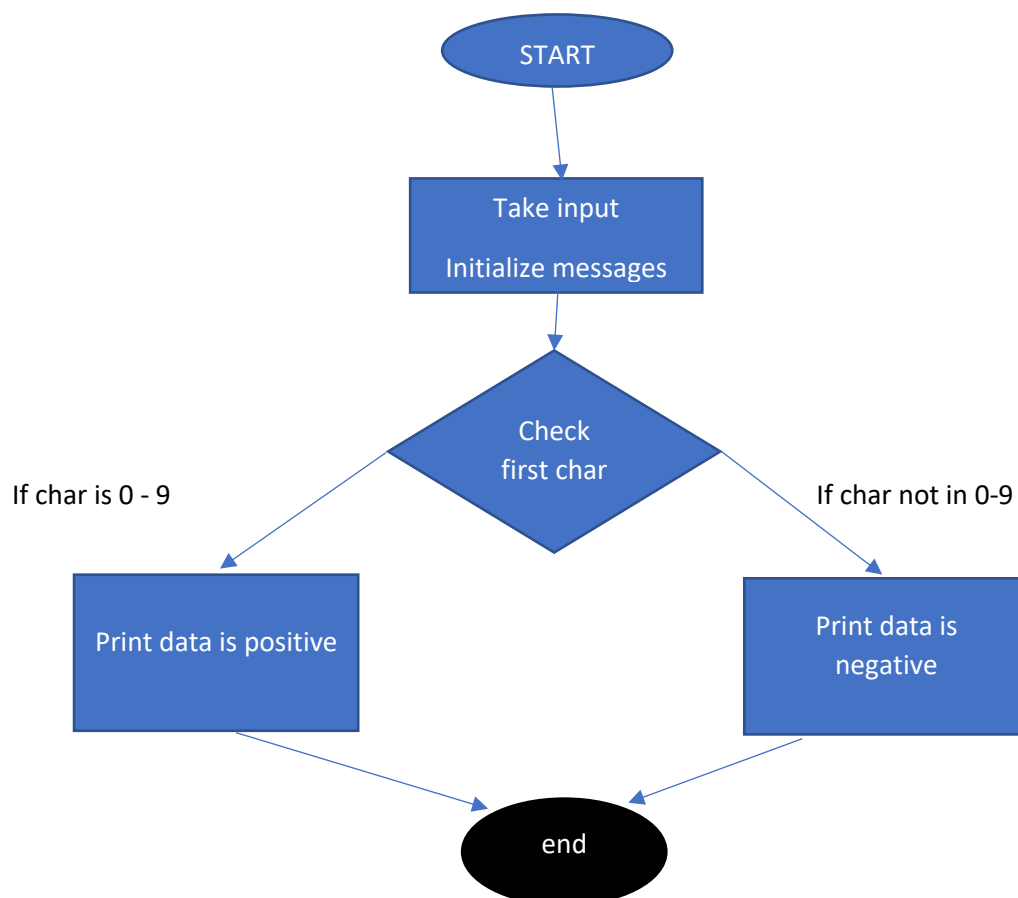 START
Take input
Initialize messages
Check
first char
If char is 0 - 9
If char not in 0-9
Print data is positive
Print data is
negative
end